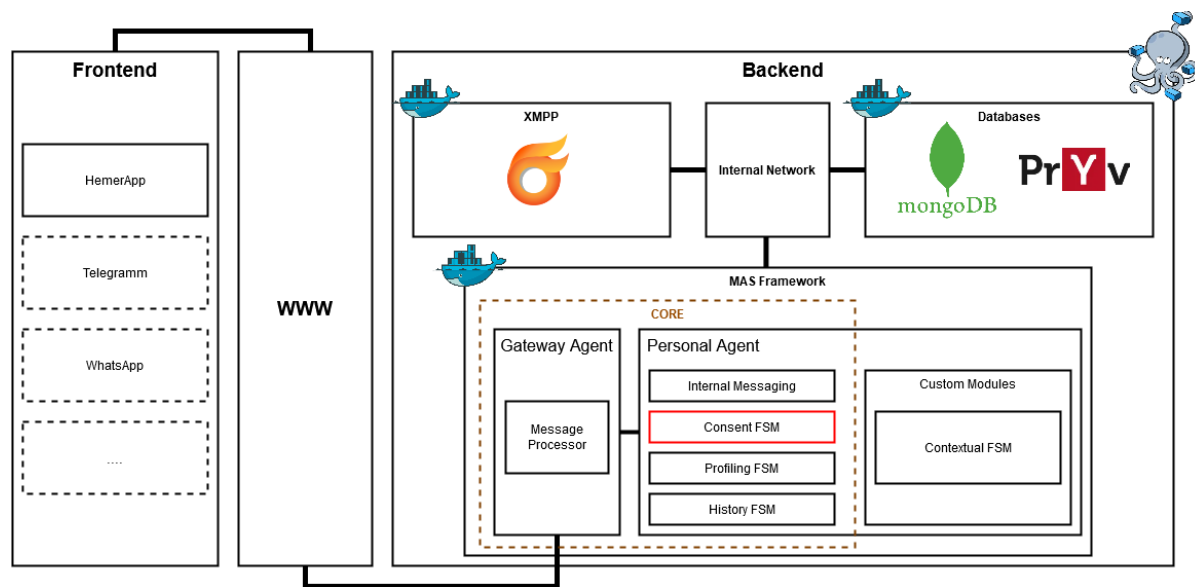 Frontend
HemerApp
Telegramm
WhatsApp
....
WWW
Backend
XMPP
Internal Network
Databases
mongoDB
PrYv
MAS Framework
CORE
Gateway Agent
Message
Processor
Personal Agent
Internal Messaging
Consent FSM
Profiling FSM
History FSM
Custom Modules
Contextual FSM